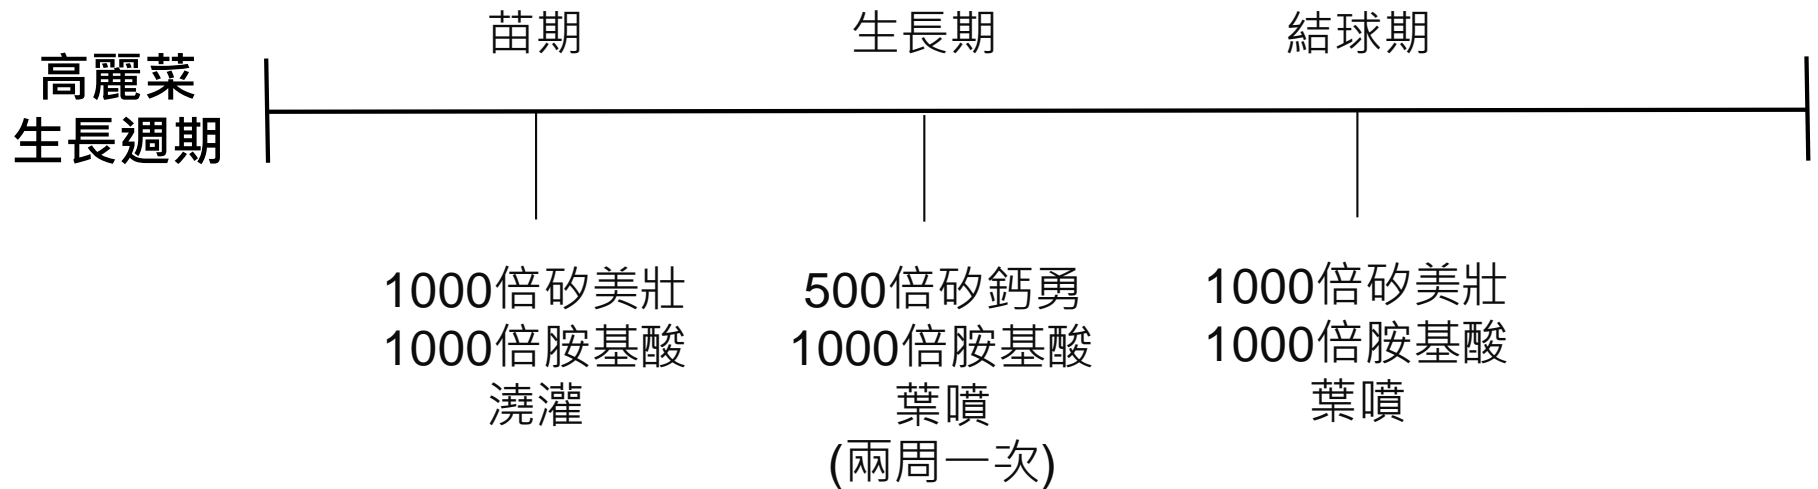 高麗菜
生長週期
苗期
生長期
結球期
1000倍矽美壯
1000倍胺基酸
澆灌
500倍矽鈣勇
1000倍胺基酸
葉噴
(兩周一次)
1000倍矽美壯
1000倍胺基酸
葉噴